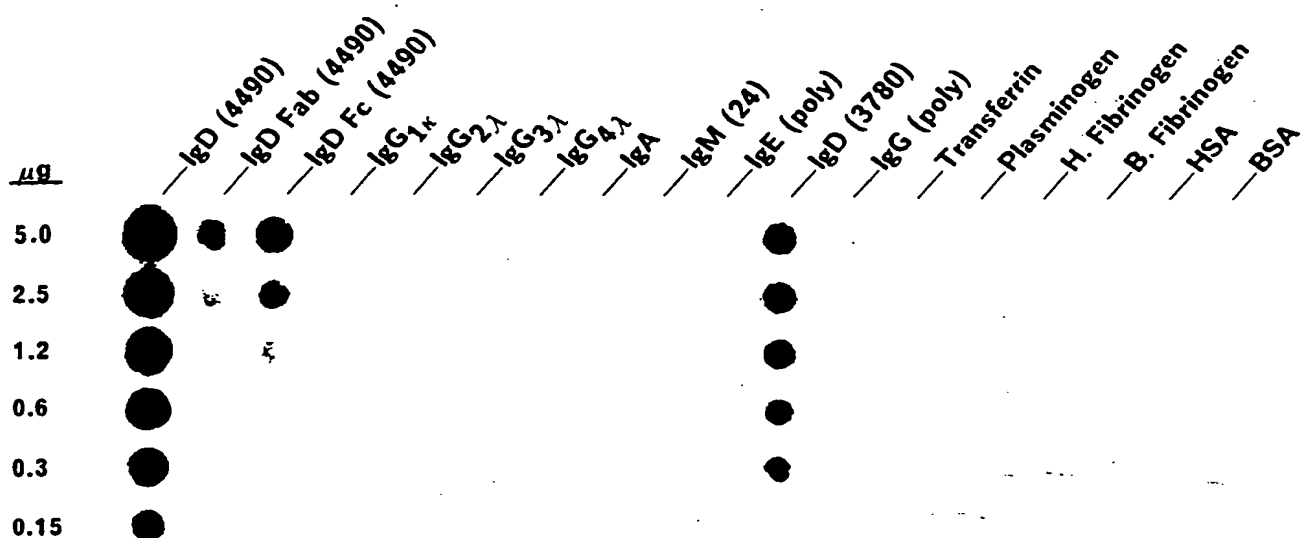 IgD (4490)
IgD Fab (4490)
IgD Fc (4490)
IgG1κ
IgG2λ
IgG3λ
IgG4λ
IgA
IgM (24)
IgE (poly)
IgD (3780)
IgG (poly)
Transferrin
Plasminogen
H. Fibrinogen
B. Fibrinogen
HSA
BSA
μg
5.0
2.5
1.2
0.6
0.3
0.15